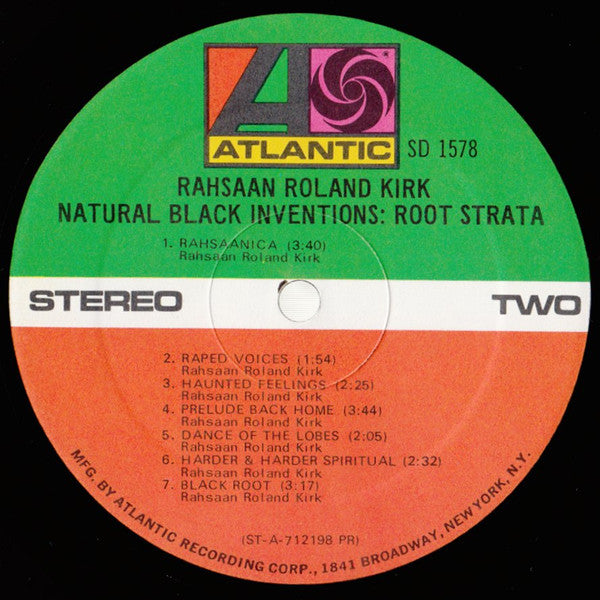 ATLANTIC
SD 1578
RAHSAAN ROLAND KIRK
NATURAL BLACK INVENTIONS: ROOT STRATA
1. RAHSAANICA (3:40)
Rahsaan Roland Kirk
STEREO
TWO
2. RAPED VOICES (1:54)
Rahsaan Roland Kirk
3. HAUNTED FEELINGS (2:25)
Rahsaan Roland Kirk
4. PRELUDE BACK HOME (3:44)
Rahsaan Roland Kirk
5. DANCE OF THE LOBES (2:05)
Rahsaan Roland Kirk
6. HARDER & HARDER SPIRITUAL (2:32)
Rahsaan Roland Kirk
7. BLACK ROOT (3:17)
Rahsaan Roland Kirk
(ST-A-712198 PR)
MFG. BY ATLANTIC RECORDING CORP., 1841 BROADWAY, NEW YORK, N.Y.